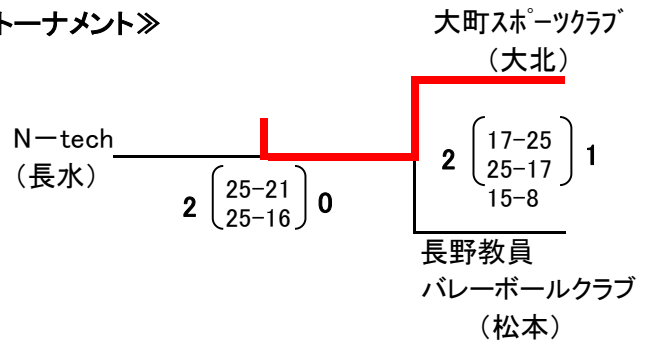 トーナメント≫
大町スポーツクラブ
(大北)
N-tech
(長水)
2 17-25 1
25-17
15-8
2 25-21 0
25-16
長野教員
バレーボールクラブ
(松本)